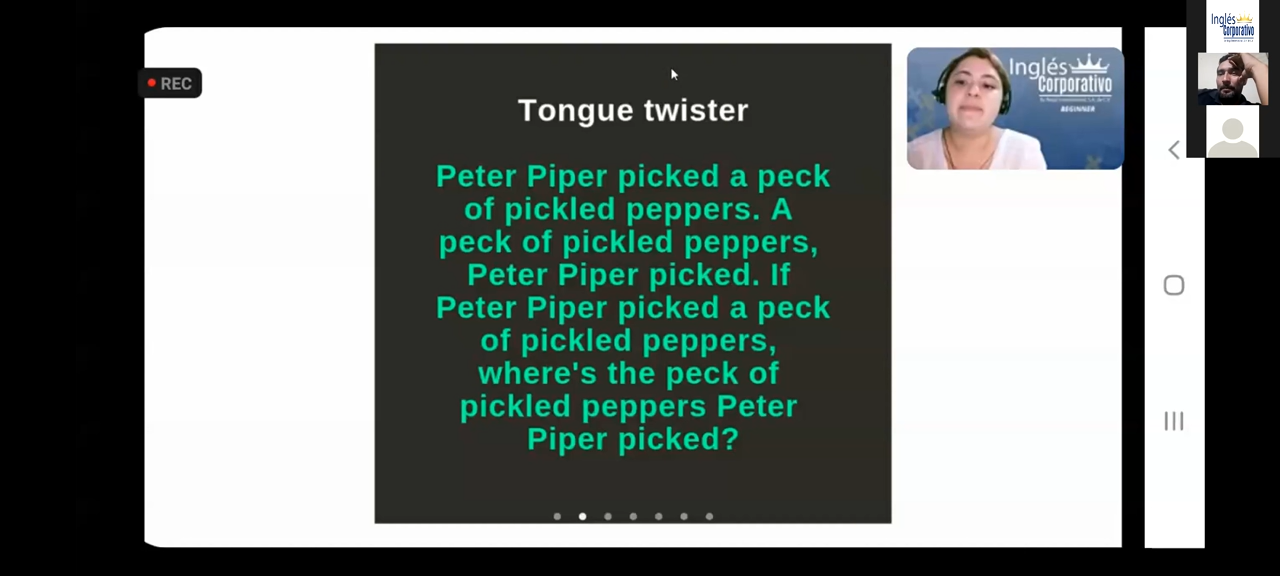 REC
Tongue twister
Peter Piper picked a peck
of pickled peppers. A
peck of pickled peppers,
Peter Piper picked. If
Peter Piper picked a peck
of pickled peppers,
where's the peck of
pickled peppers Peter
Piper picked?
Inglés
Corporativo
BEGINNER
Inglés
Corporativo